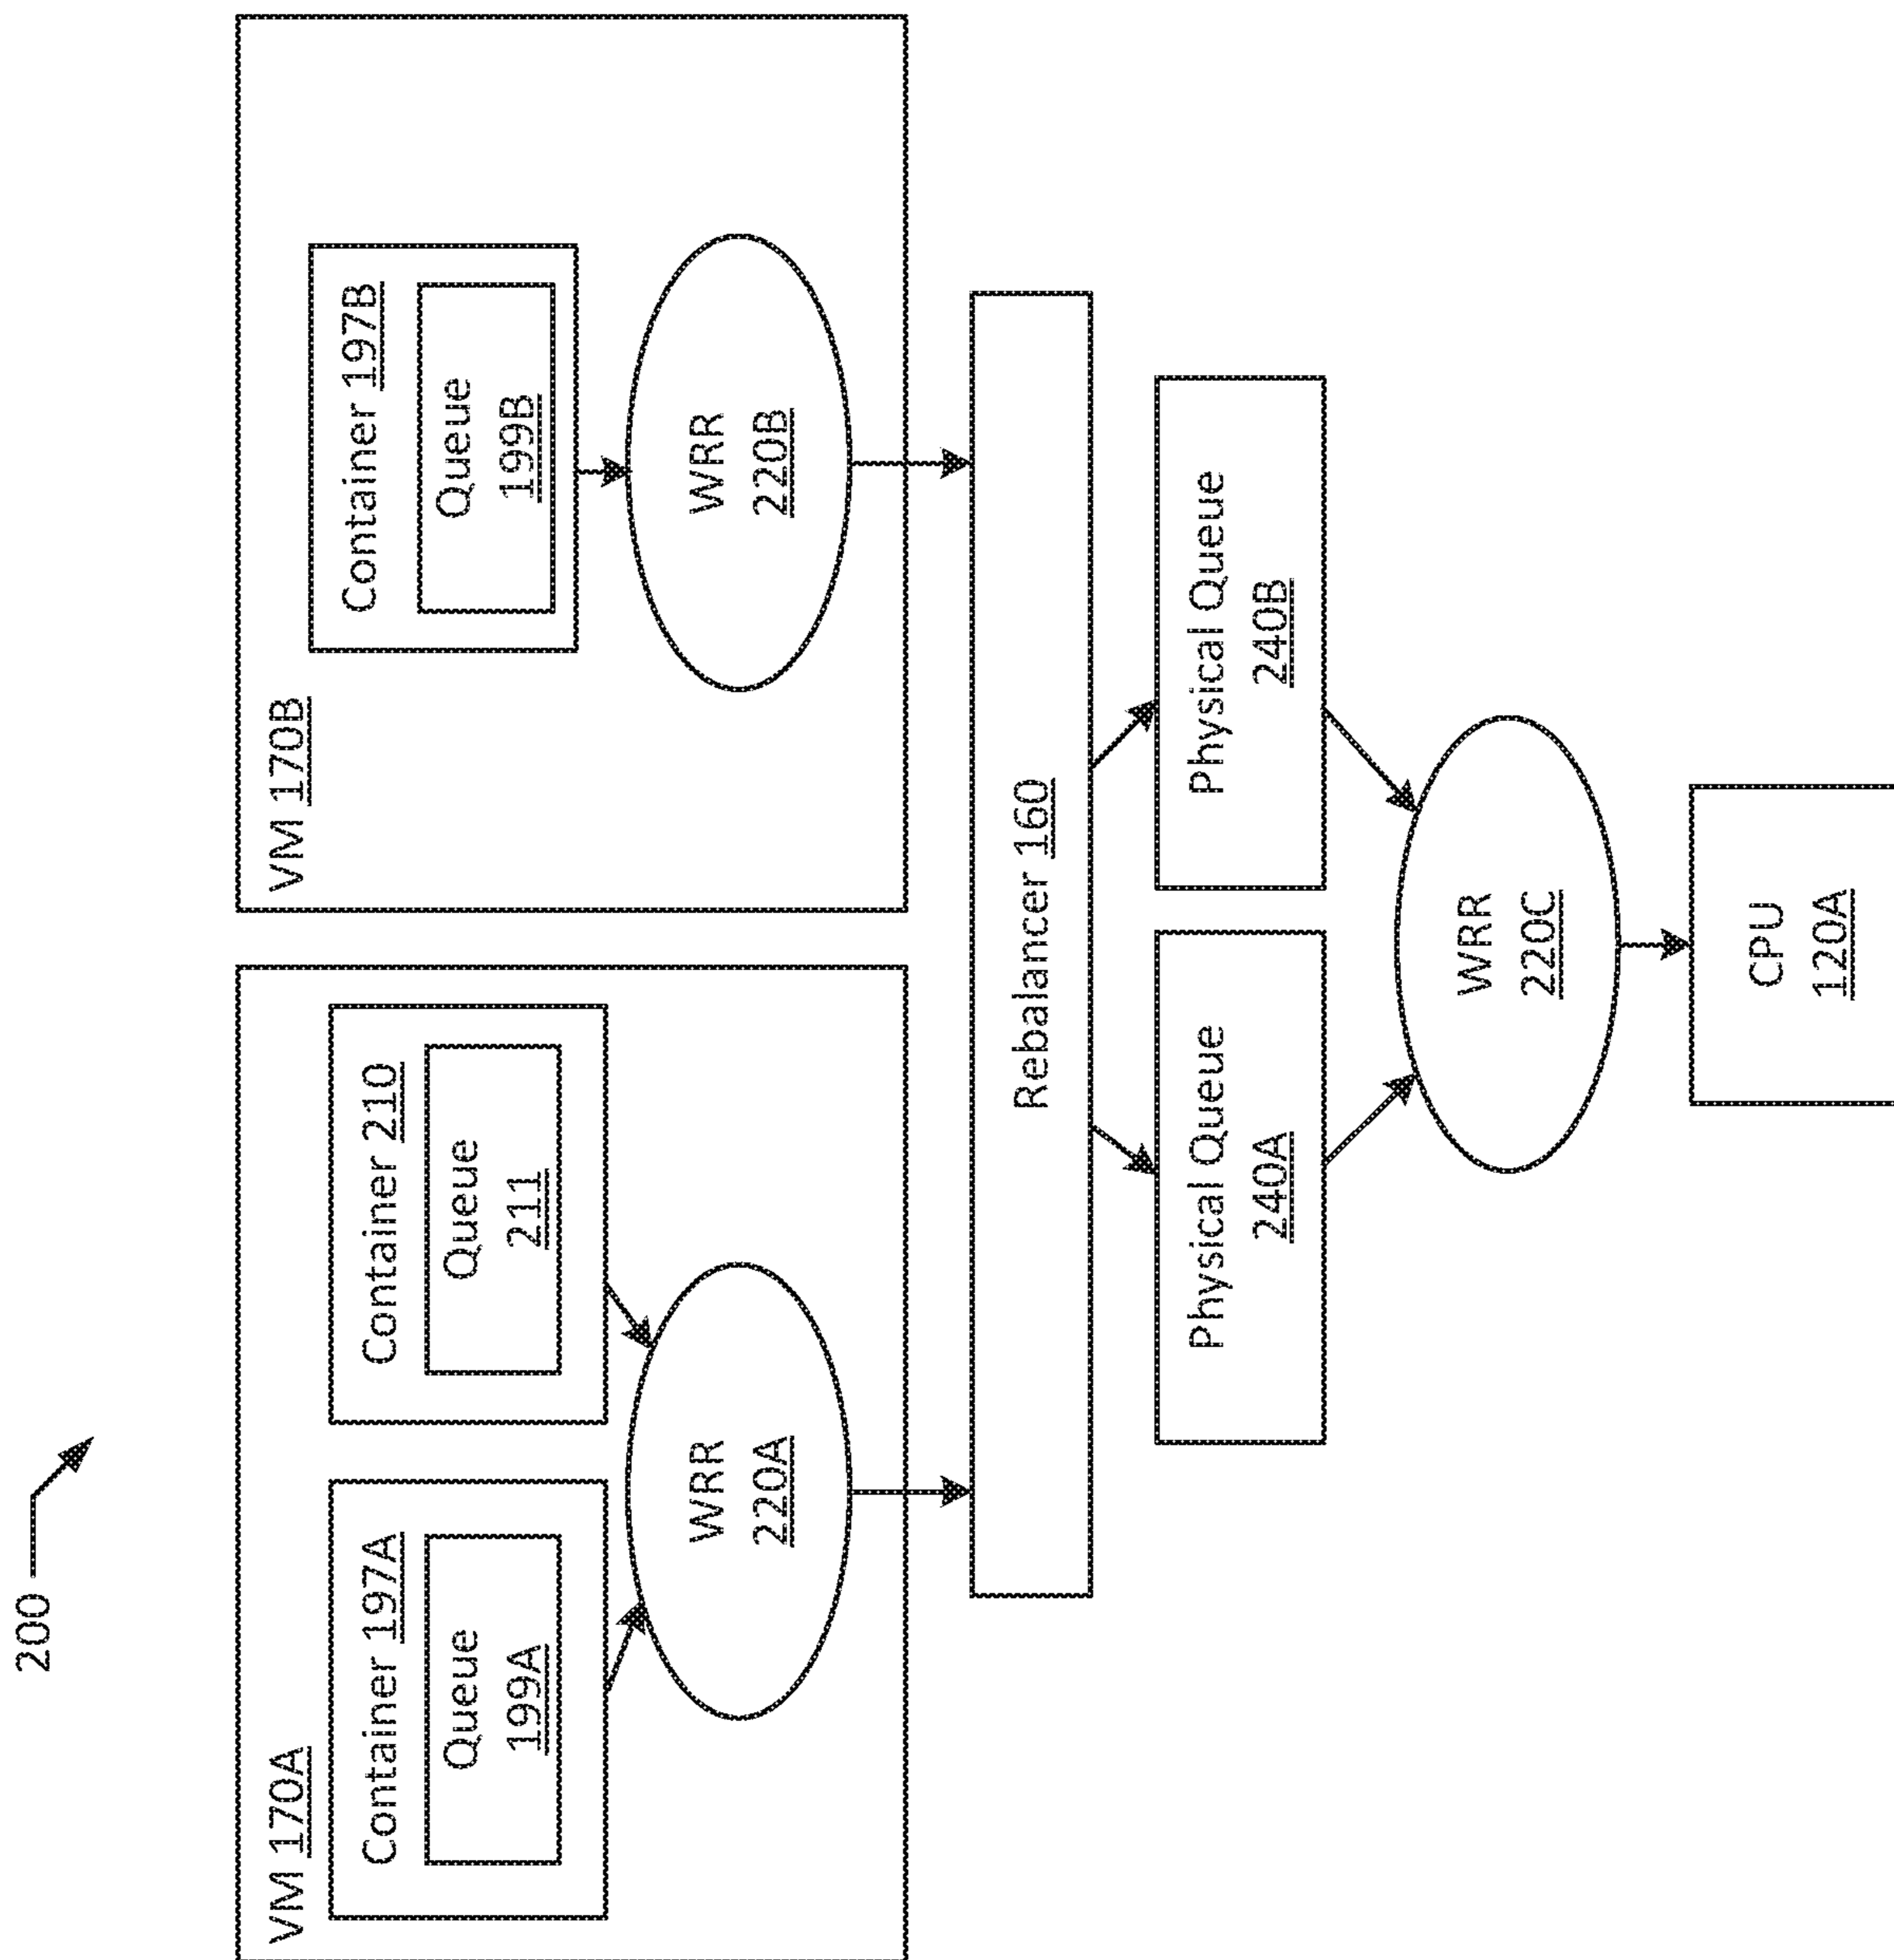 200
VM 170A
Container 197A
Queue
199A
Container 210
Queue
211
WRR
220A
VM 170B
Container 197B
Queue
199B
WRR
220B
Rebalancer 160
Physical Queue
240A
Physical Queue
240B
WRR
220C
CPU
120A